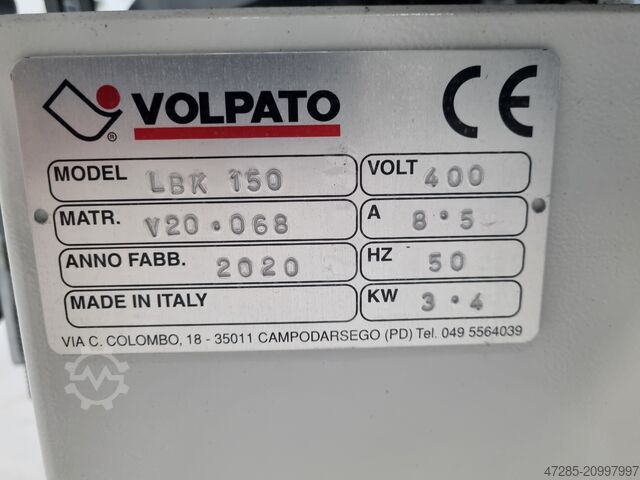 VOLPATO CE
®
MODEL LBK 150 VOLT 400
MATR. V20.068 A 8.5
ANNO FABB. 2020 HZ 50
MADE IN ITALY KW 3.4
VIA C. COLOMBO, 18 - 35011 CAMPODARSEGO (PD) Tel. 049 5564039
47285-20997997